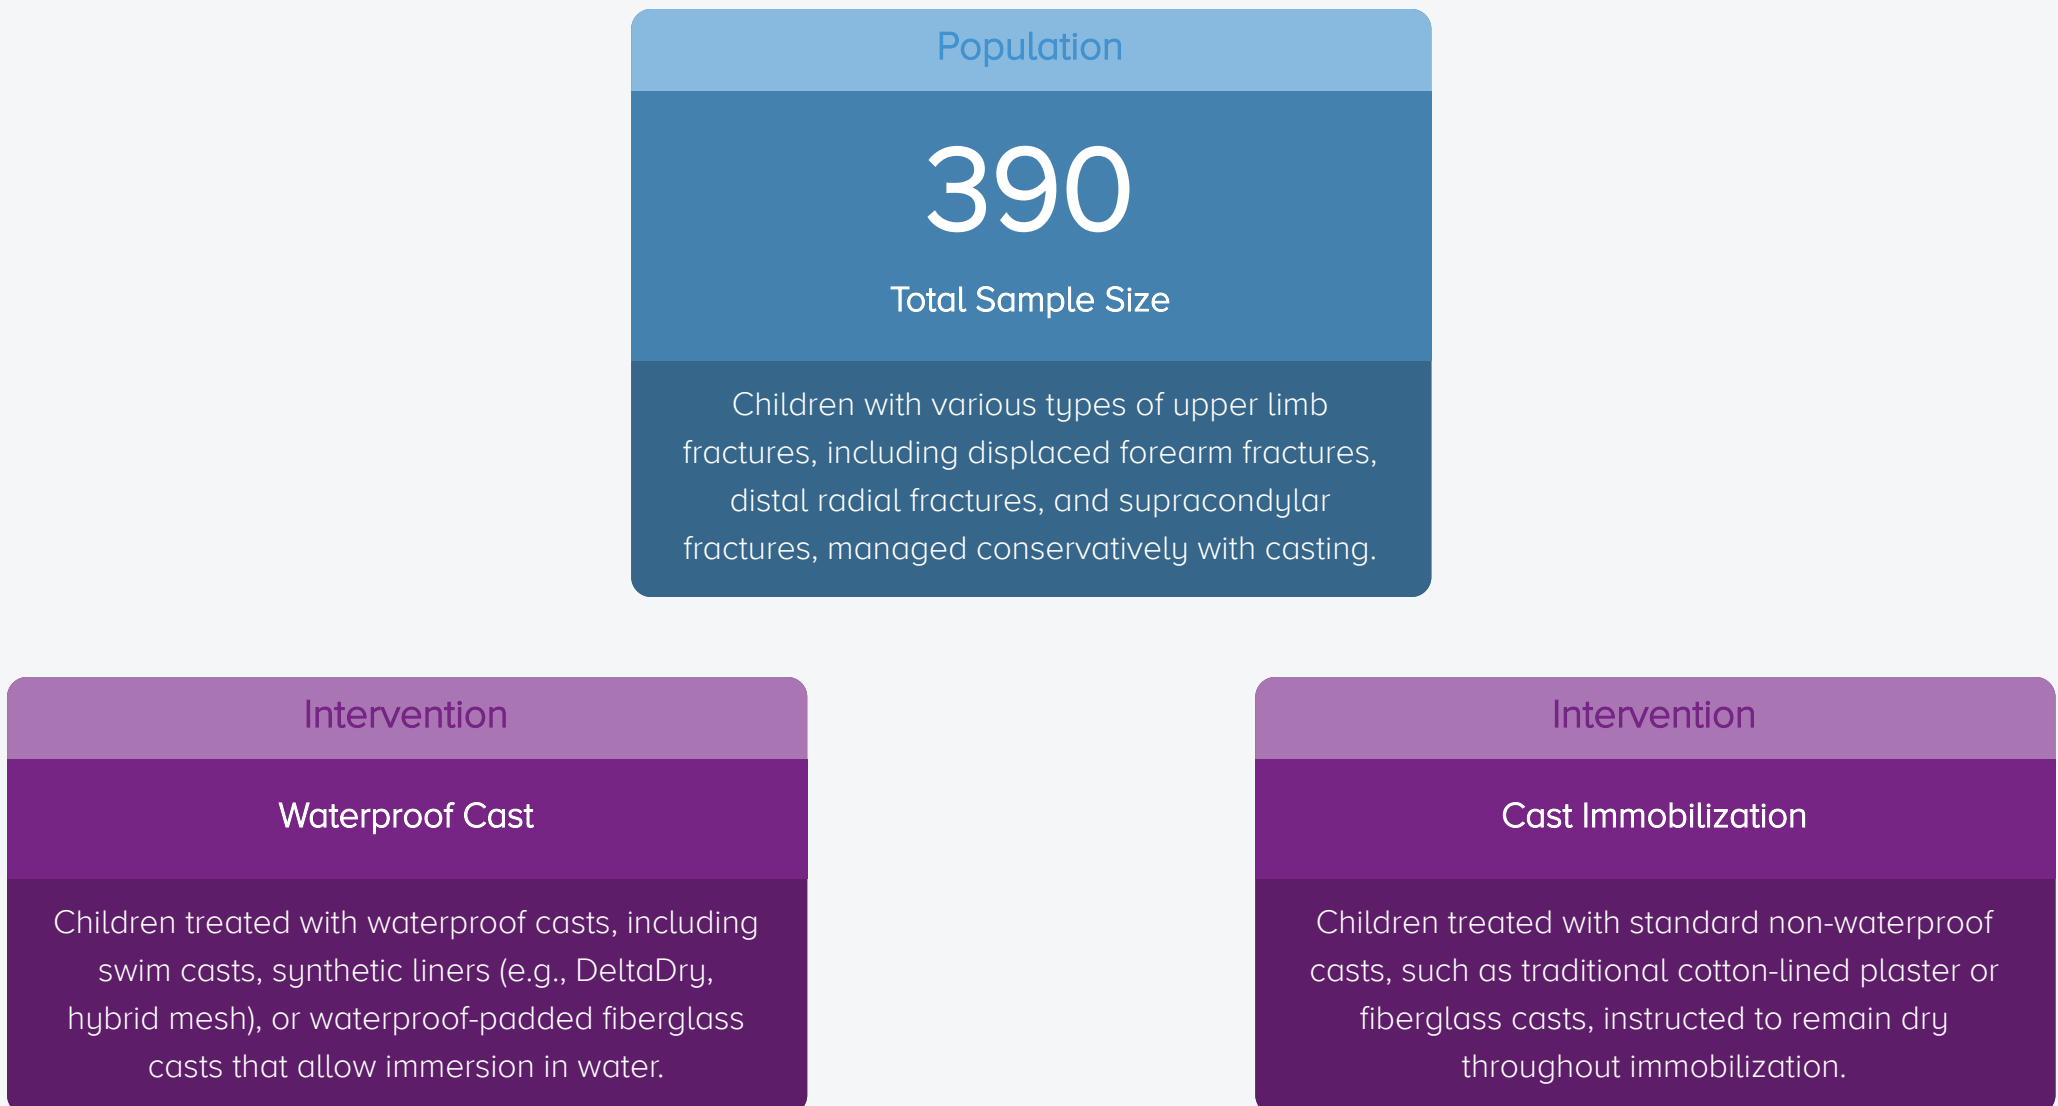 Population
390
Total Sample Size
Children with various types of upper limb
fractures, including displaced forearm fractures,
distal radial fractures, and supracondylar
fractures, managed conservatively with casting.
Intervention
Waterproof Cast
Children treated with waterproof casts, including
swim casts, synthetic liners (e.g., DeltaDry,
hybrid mesh), or waterproof-padded fiberglass
casts that allow immersion in water.
Intervention
Cast Immobilization
Children treated with standard non-waterproof
casts, such as traditional cotton-lined plaster or
fiberglass casts, instructed to remain dry
throughout immobilization.